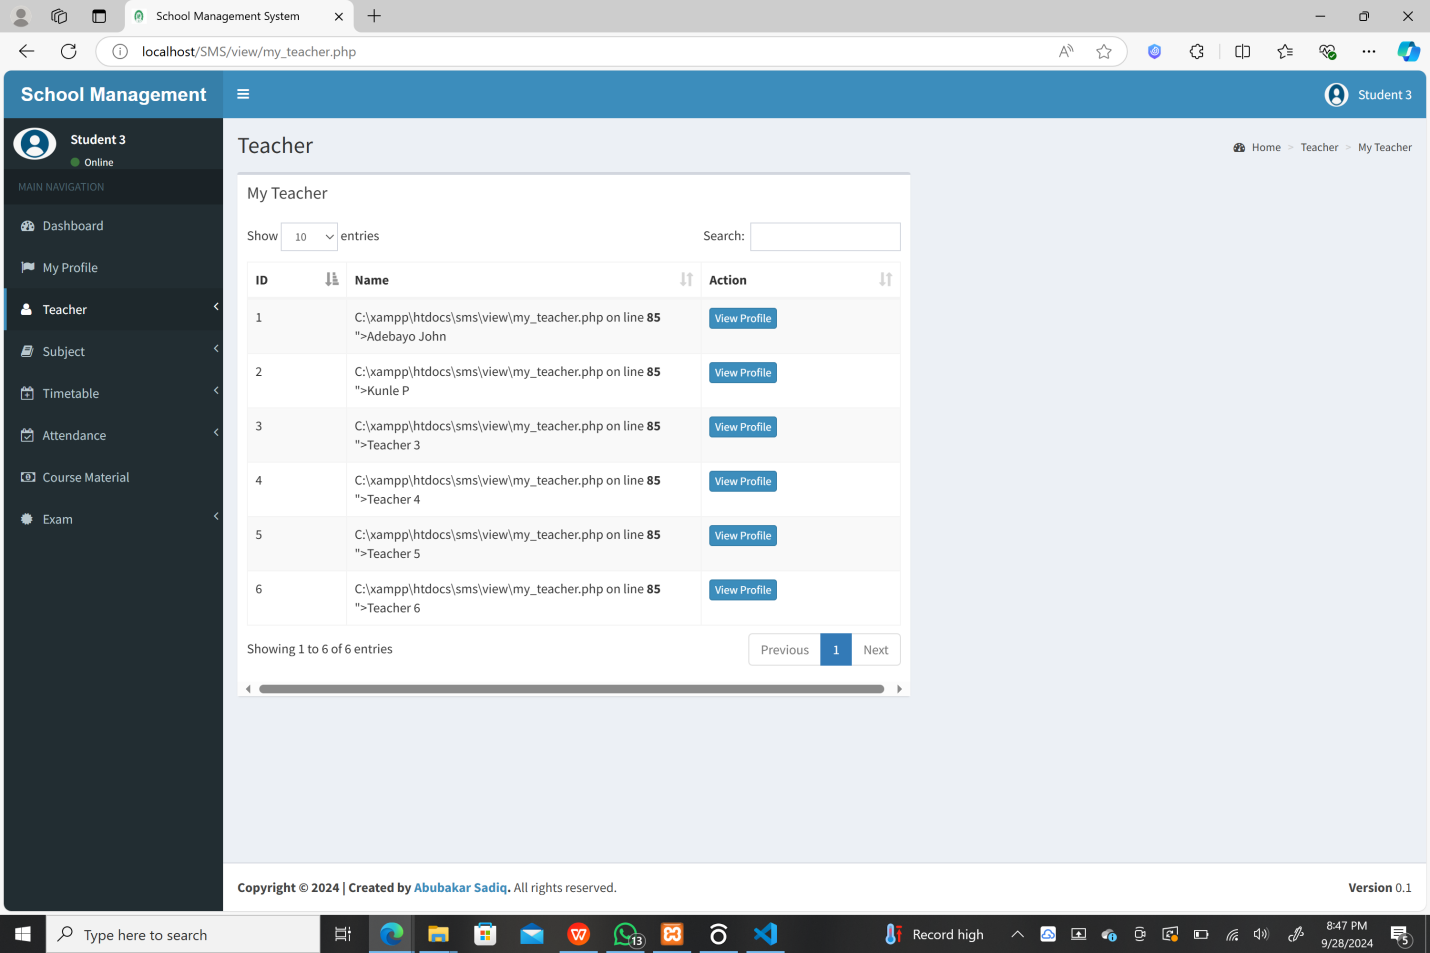 School Management System
localhost/SMS/view/my_teacher.php
School Management
Student 3
Student 3
Online
MAIN NAVIGATION
Dashboard
My Profile
Teacher
Subject
Timetable
Attendance
Course Material
Exam
Teacher
Home > Teacher > My Teacher
My Teacher
Show 10 entries
Search:
ID Name Action
1 C:\xampp\htdocs\sms\view\my_teacher.php on line 85 View Profile
">Adebayo John
2 C:\xampp\htdocs\sms\view\my_teacher.php on line 85 View Profile
">Kunle P
3 C:\xampp\htdocs\sms\view\my_teacher.php on line 85 View Profile
">Teacher 3
4 C:\xampp\htdocs\sms\view\my_teacher.php on line 85 View Profile
">Teacher 4
5 C:\xampp\htdocs\sms\view\my_teacher.php on line 85 View Profile
">Teacher 5
6 C:\xampp\htdocs\sms\view\my_teacher.php on line 85 View Profile
">Teacher 6
Showing 1 to 6 of 6 entries
Previous 1 Next
Copyright © 2024 | Created by Abubakar Sadiq. All rights reserved.
Version 0.1
Type here to search
13
Record high
8:47 PM
9/28/2024
5